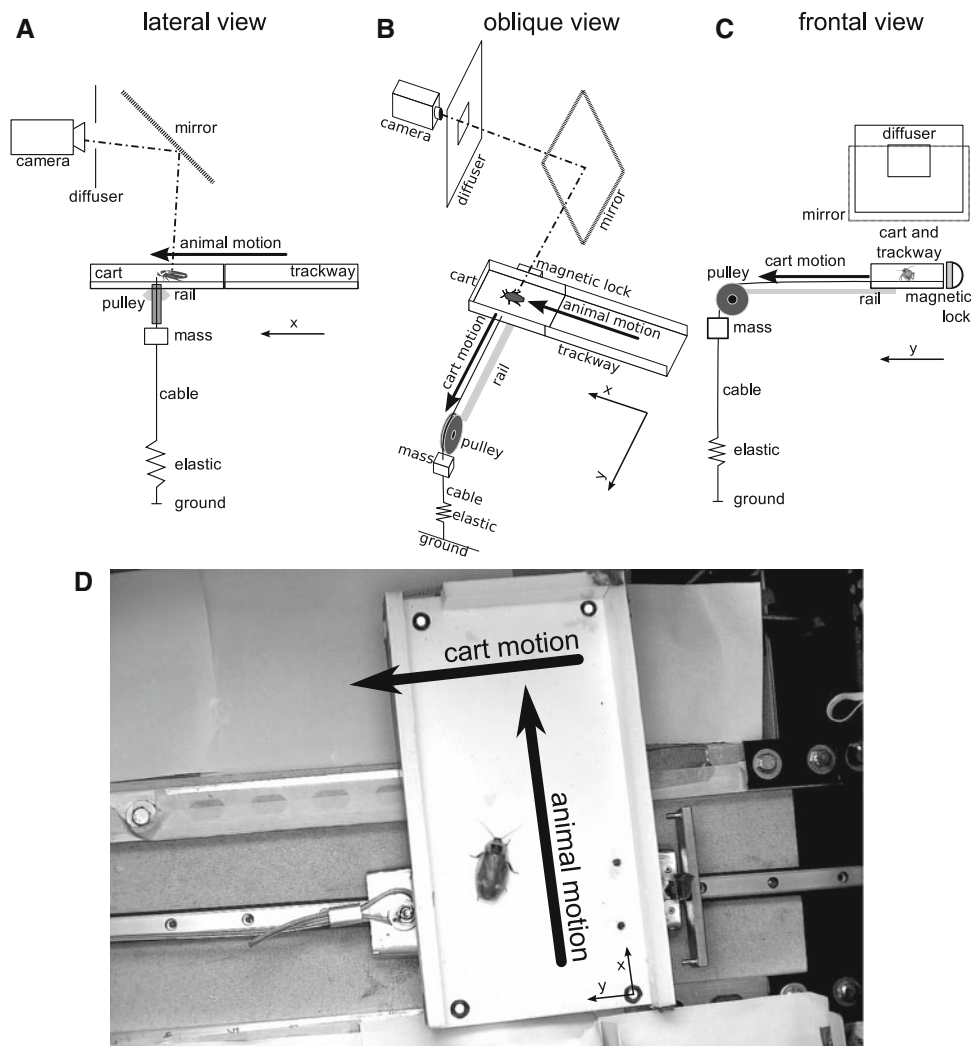 A
lateral view
mirror
camera
diffuser
animal motion
cart
trackway
rail
pulley
mass
x
cable
elastic
ground
B
oblique view
camera
diffuser
mirror
cart
magnetic lock
animal motion
trackway
cart motion
rail
x
y
pulley
mass
cable
elastic
ground
C
frontal view
diffuser
mirror
cart and
trackway
cart motion
pulley
rail
magnetic
lock
mass
y
cable
elastic
ground
D
cart motion
animal motion
x
y